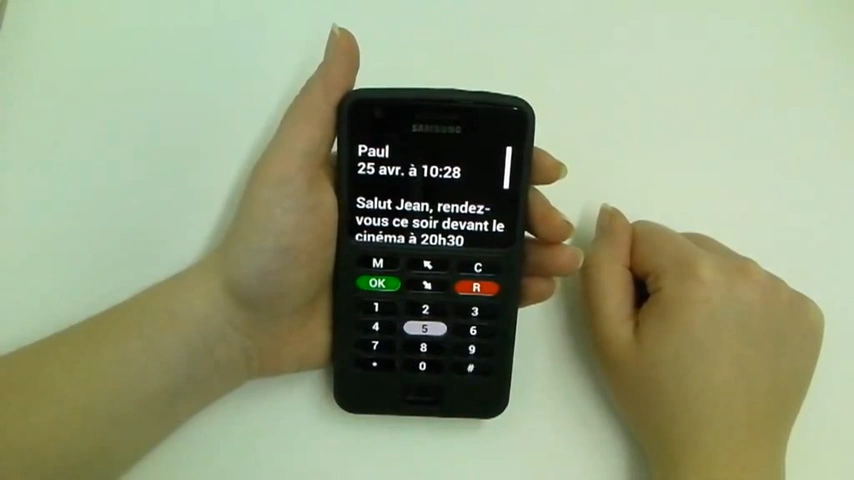 SAMSUNG
Paul
25 avr. à 10:28
Salut Jean, rendez-
vous ce soir devant le
cinéma à 20h30
M ↖ C
OK ↘ R
1 2 3
4 5 6
7 8 9
* 0 #